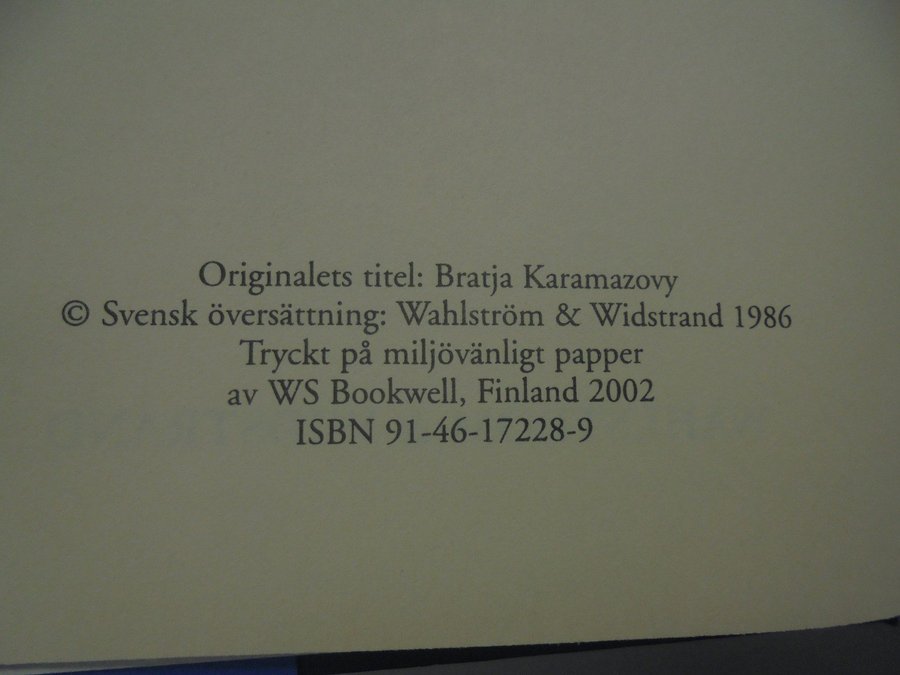 Originalets titel: Bratja Karamazovy
© Svensk översättning: Wahlström & Widstrand 1986
Tryckt på miljövänligt papper
av WS Bookwell, Finland 2002
ISBN 91-46-17228-9